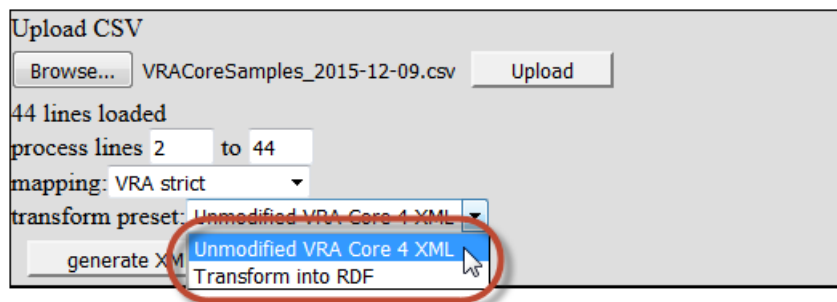 Upload CSV
Browse... VRACoreSamples_2015-12-09.csv Upload
44 lines loaded
process lines 2 to 44
mapping: VRA strict
transform preset: Unmodified VRA Core 4 XML
Unmodified VRA Core 4 XML
generate XM
Transform into RDF